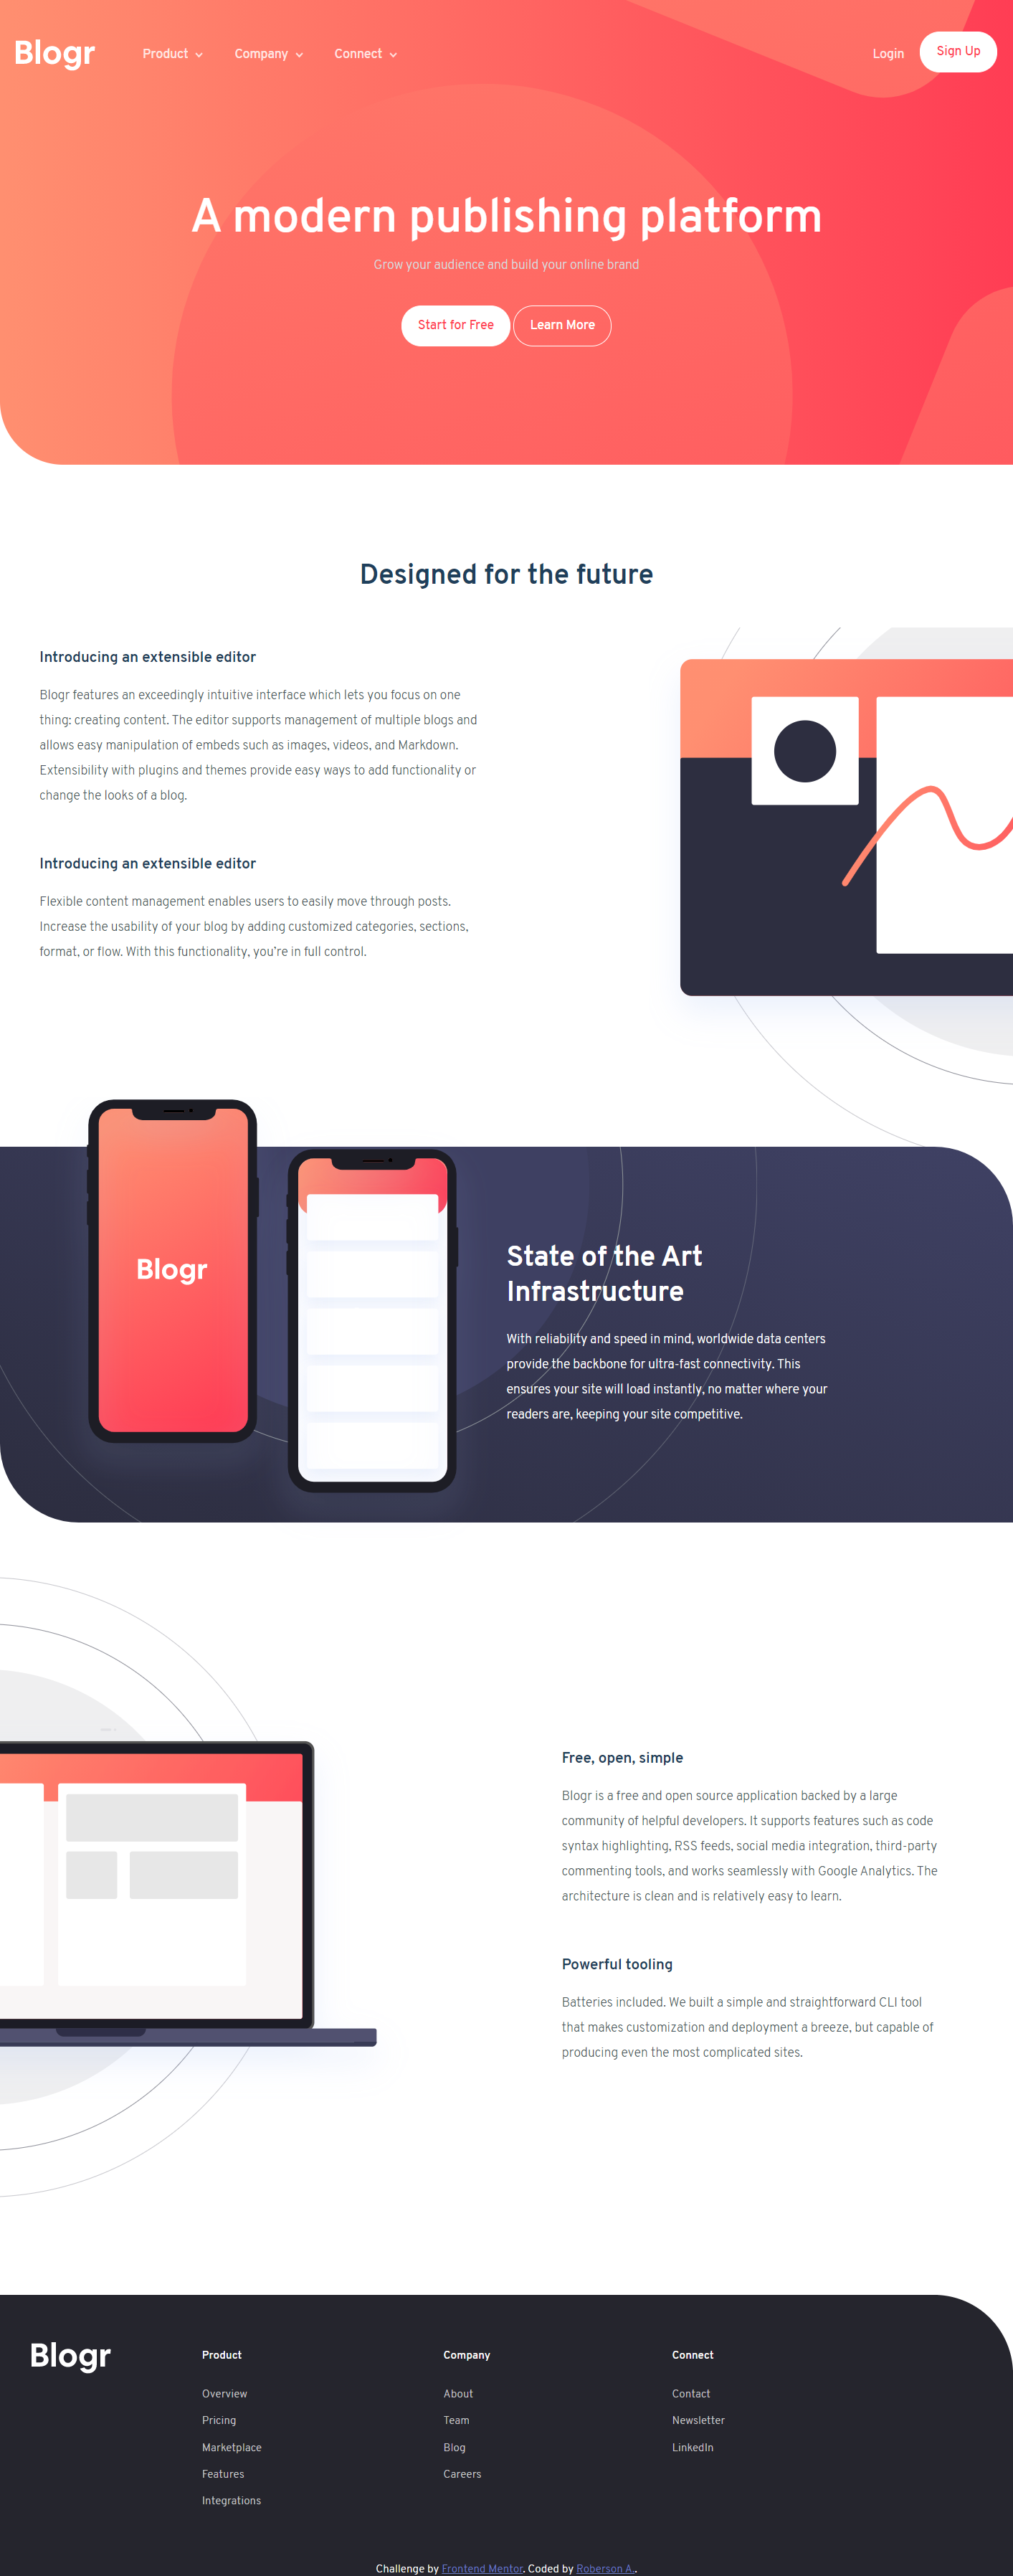 Blogr Product Company Connect Login Sign Up
A modern publishing platform
Grow your audience and build your online brand
Start for Free Learn More
Designed for the future
Introducing an extensible editor
Blogr features an exceedingly intuitive interface which lets you focus on one
thing: creating content. The editor supports management of multiple blogs and
allows easy manipulation of embeds such as images, videos, and Markdown.
Extensibility with plugins and themes provide easy ways to add functionality or
change the looks of a blog.
Introducing an extensible editor
Flexible content management enables users to easily move through posts.
Increase the usability of your blog by adding customized categories, sections,
format, or flow. With this functionality, you’re in full control.
Blogr
State of the Art
Infrastructure
With reliability and speed in mind, worldwide data centers
provide the backbone for ultra-fast connectivity. This
ensures your site will load instantly, no matter where your
readers are, keeping your site competitive.
Free, open, simple
Blogr is a free and open source application backed by a large
community of helpful developers. It supports features such as code
syntax highlighting, RSS feeds, social media integration, third-party
commenting tools, and works seamlessly with Google Analytics. The
architecture is clean and is relatively easy to learn.
Powerful tooling
Batteries included. We built a simple and straightforward CLI tool
that makes customization and deployment a breeze, but capable of
producing even the most complicated sites.
Blogr
Product
Overview
Pricing
Marketplace
Features
Integrations
Company
About
Team
Blog
Careers
Connect
Contact
Newsletter
LinkedIn
Challenge by Frontend Mentor. Coded by Roberson A..